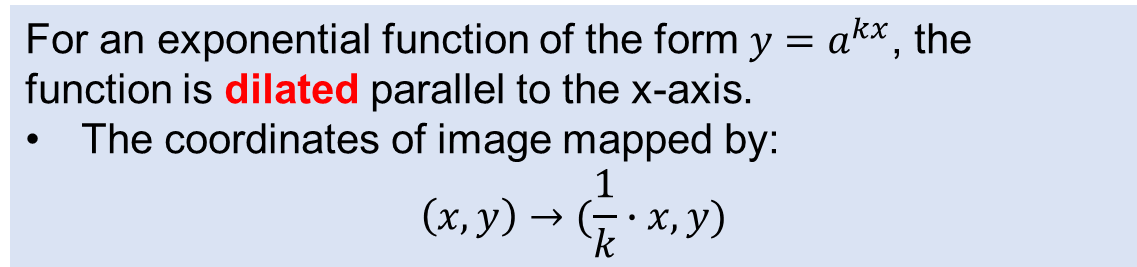 For an exponential function of the form y = a^{kx}, the
function is dilated parallel to the x-axis.
• The coordinates of image mapped by:
(x, y) → (\frac{1}{k} · x, y)